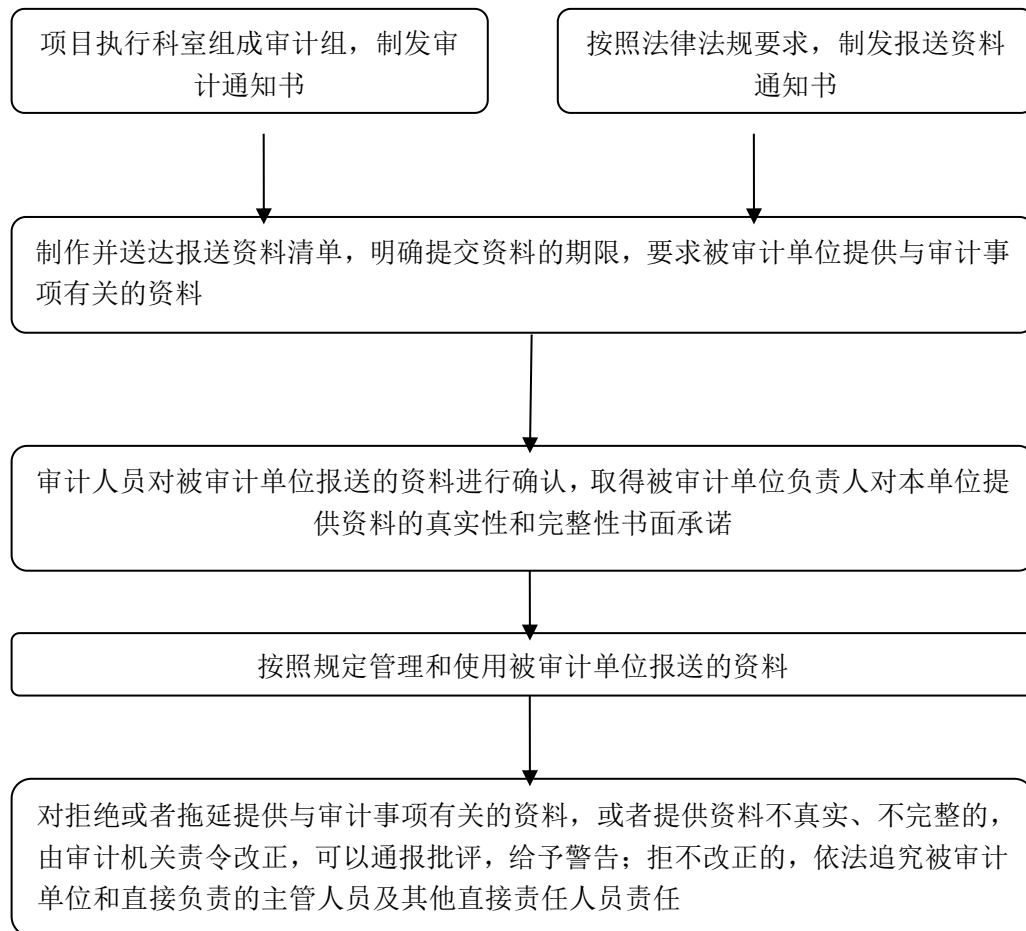 项目执行科室组成审计组，制发审
计通知书
按照法律法规要求，制发报送资料
通知书
制作并送达报送资料清单，明确提交资料的期限，要求被审计单位提供与审计事
项有关的资料
审计人员对被审计单位报送的资料进行确认，取得被审计单位负责人对本单位提
供资料的真实性和完整性书面承诺
按照规定管理和使用被审计单位报送的资料
对拒绝或者拖延提供与审计事项有关的资料，或者提供资料不真实、不完整的，
由审计机关责令改正，可以通报批评，给予警告；拒不改正的，依法追究被审计
单位和直接负责的主管人员及其他直接责任人员责任